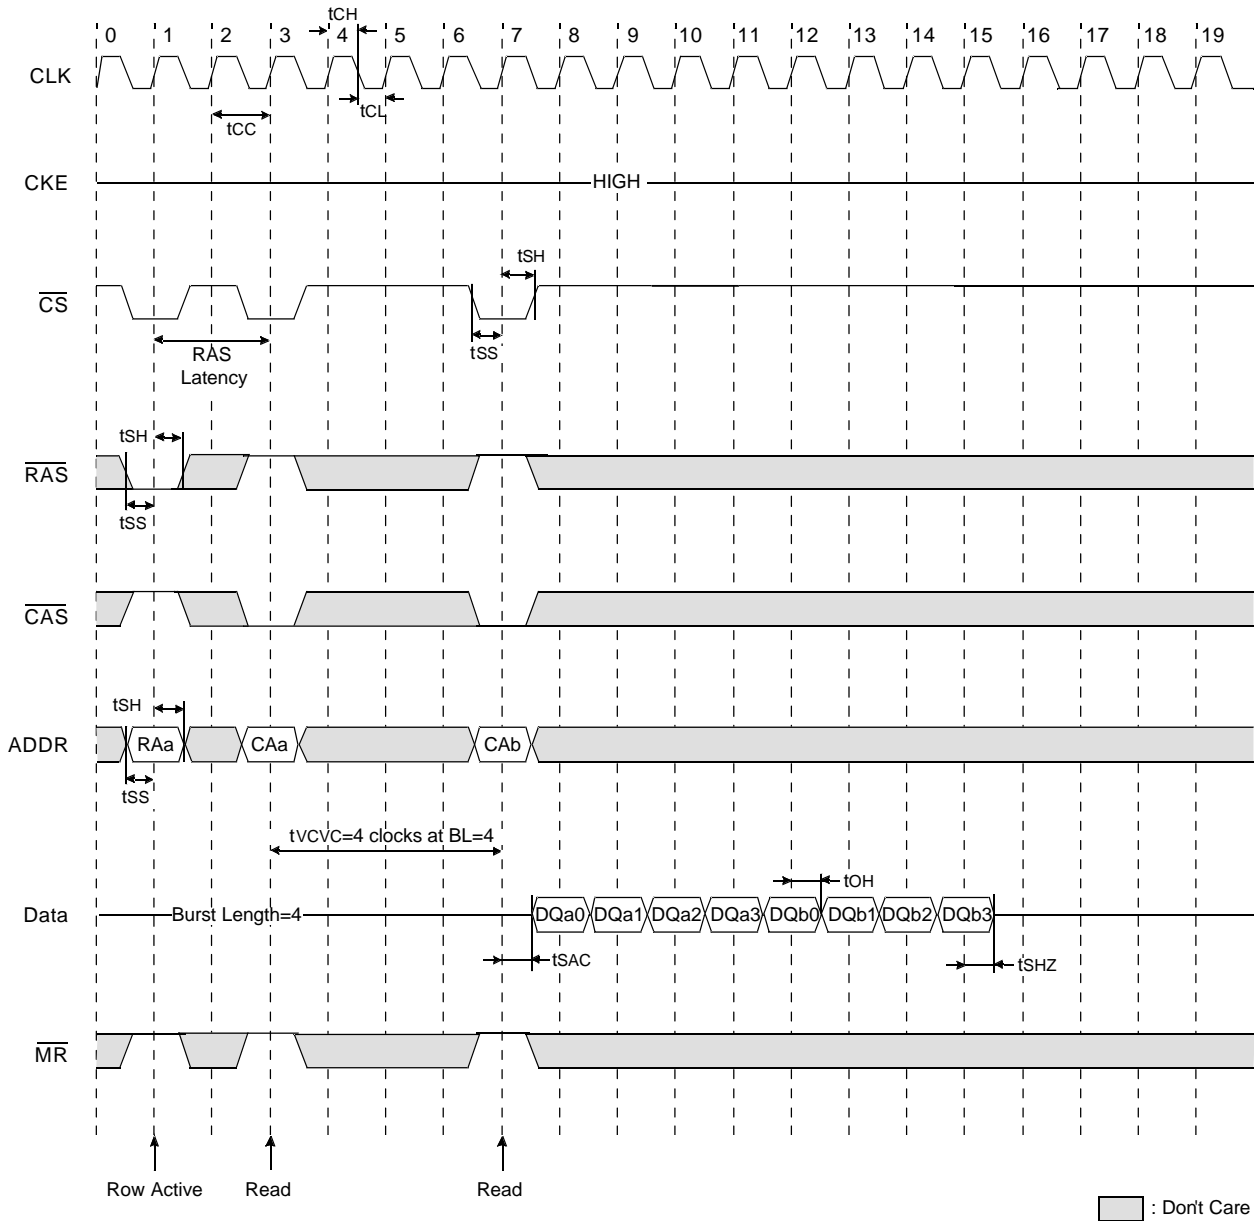 tCH
0 1 2 3 4 5 6 7 8 9 10 11 12 13 14 15 16 17 18 19
CLK
tCL
tCC
CKE
HIGH
tSH
CS
tSS
RAS
Latency
tSH
RAS
tSS
CAS
tSH
ADDR RAa CAa CAb
tSS
tVCVC=4 clocks at BL=4
tOH
Data Burst Length=4 DQa0 DQa1 DQa2 DQa3 DQb0 DQb1 DQb2 DQb3
tSAC tSHZ
MR
Row Active Read Read
: Don't Care